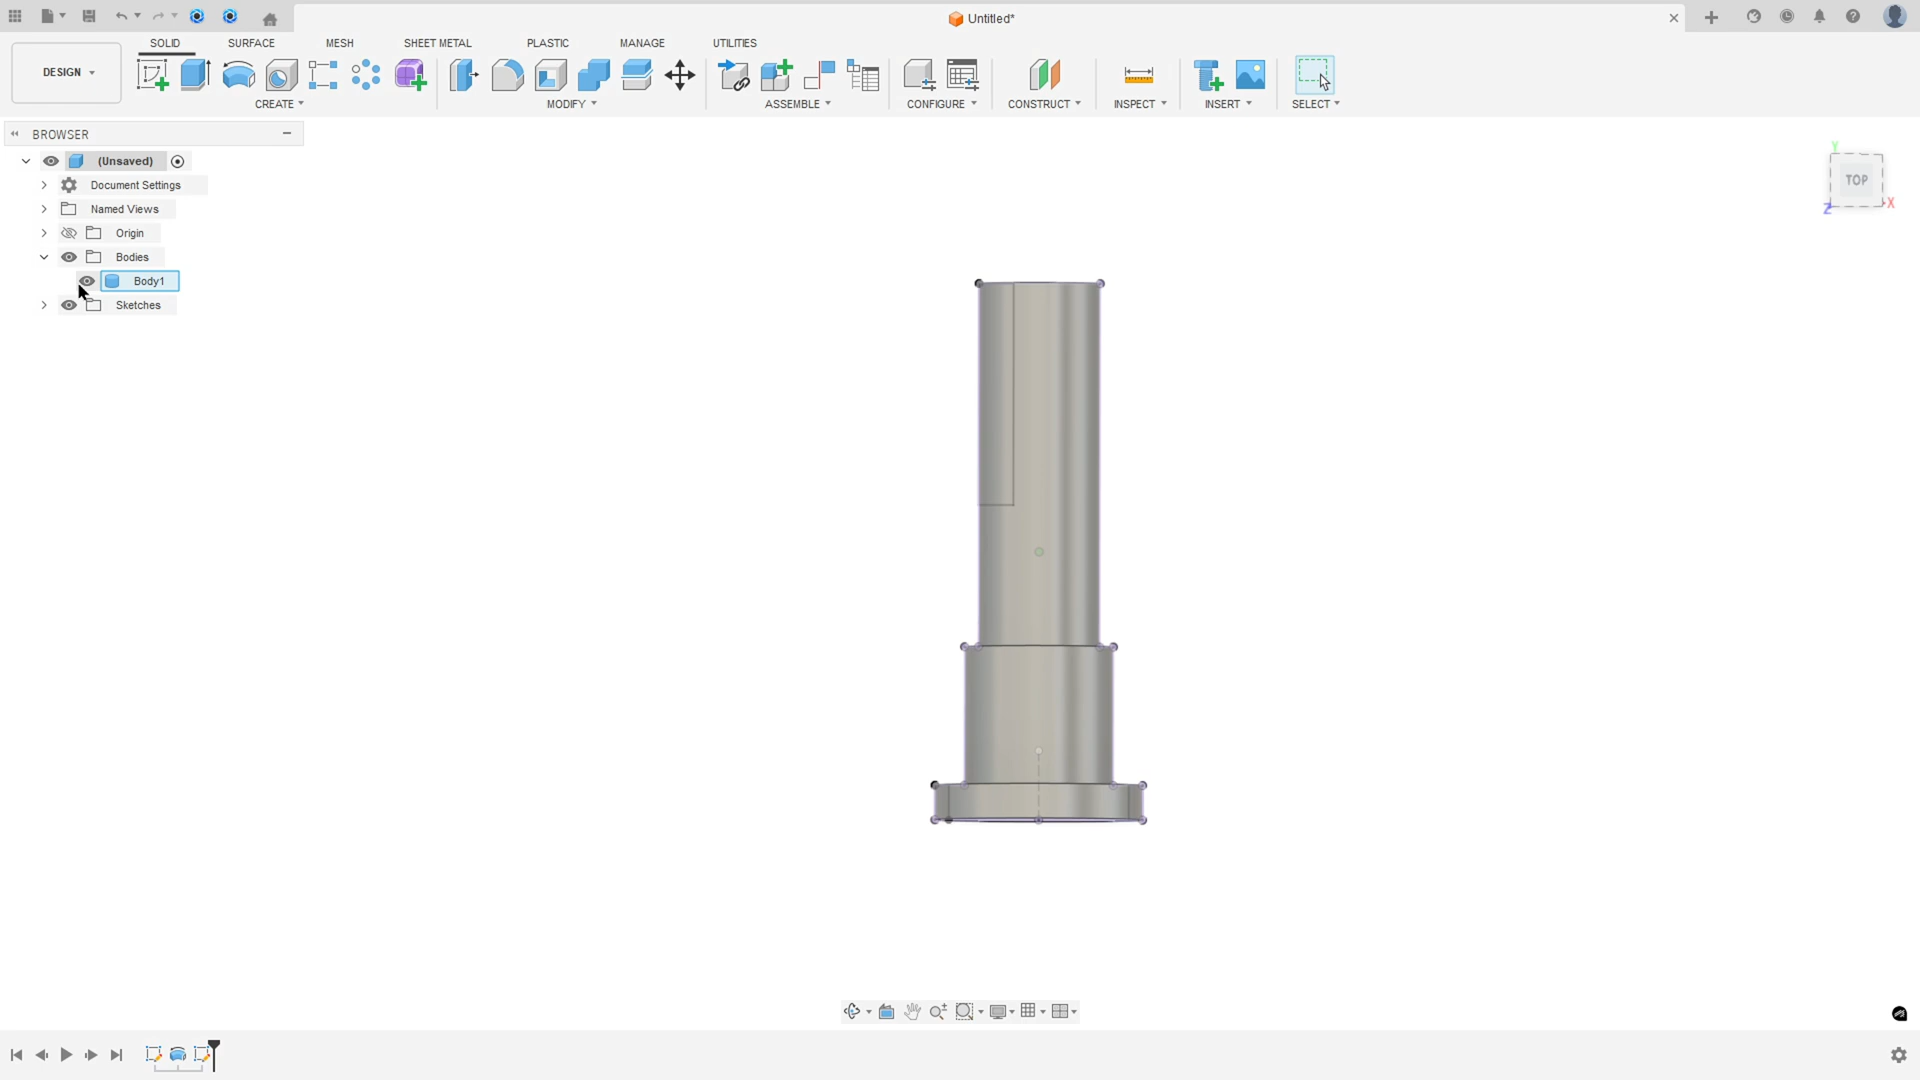 Untitled*
SOLID SURFACE MESH SHEET METAL PLASTIC MANAGE UTILITIES
DESIGN
CREATE MODIFY ASSEMBLE CONFIGURE CONSTRUCT INSPECT INSERT SELECT
BROWSER
(Unsaved)
Document Settings
Named Views
Origin
Bodies
Body1
Sketches
Y
TOP
Z X